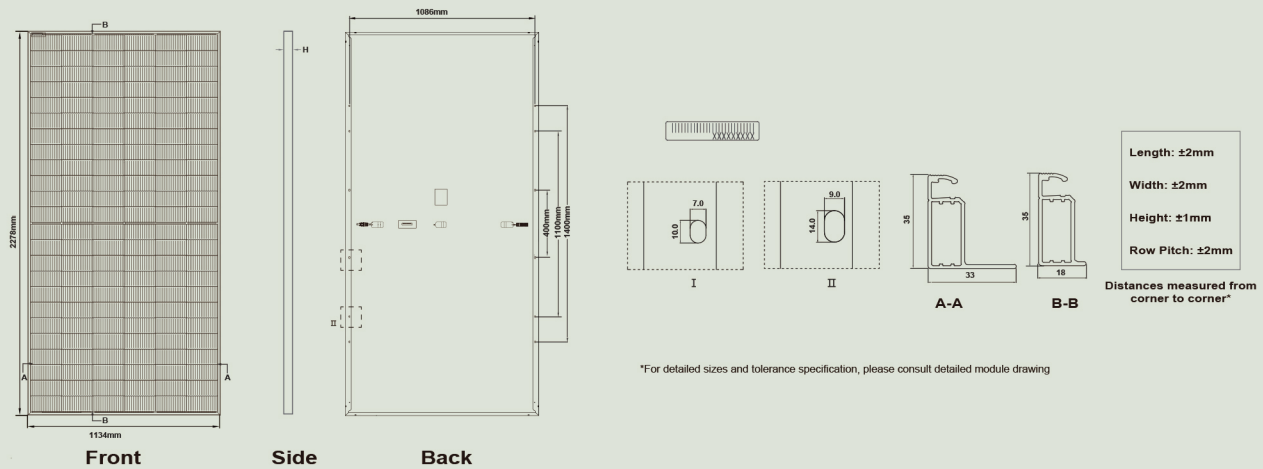 B
2278mm
A
A
B
1134mm
Front
H
Side
1086mm
400mm
1100mm
1400mm
II
Back
7.0
10.0
I
9.0
14.0
II
35
33
A-A
35
18
B-B
Length: ±2mm
Width: ±2mm
Height: ±1mm
Row Pitch: ±2mm
Distances measured from
corner to corner*
*For detailed sizes and tolerance specification, please consult detailed module drawing